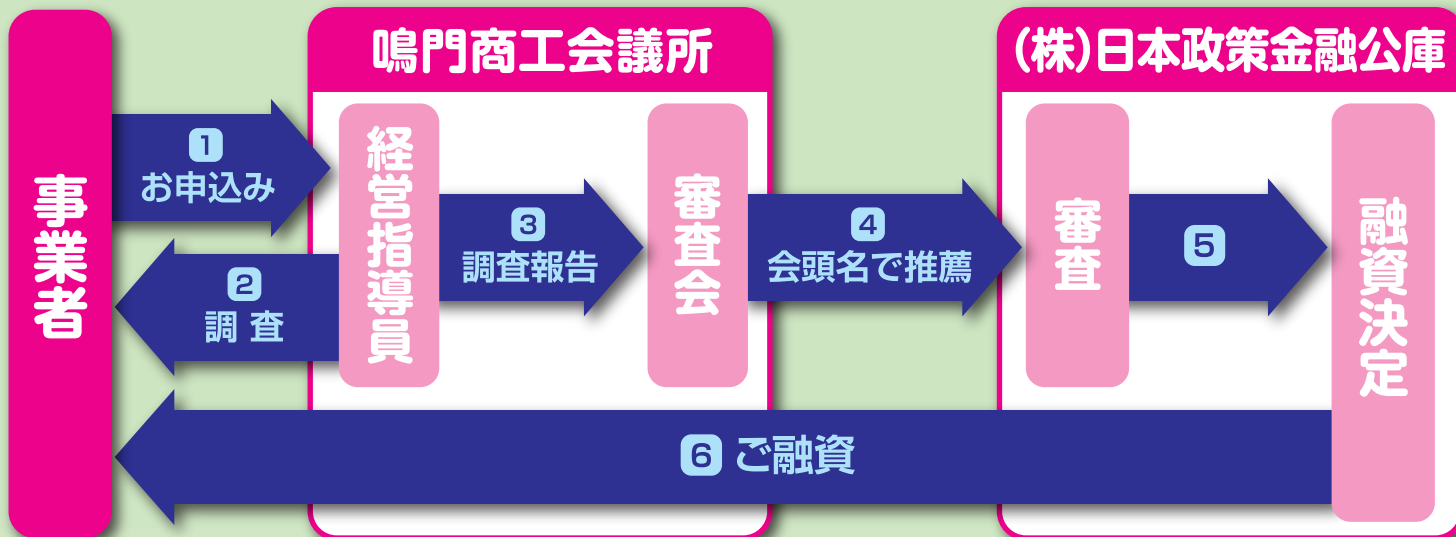 鳴門商工会議所
(株)日本政策金融公庫
事業者
1
お申込み
2
調 査
経営指導員
3
調査報告
審査会
4
会頭名で推薦
審査
5
融資決定
6 ご融資